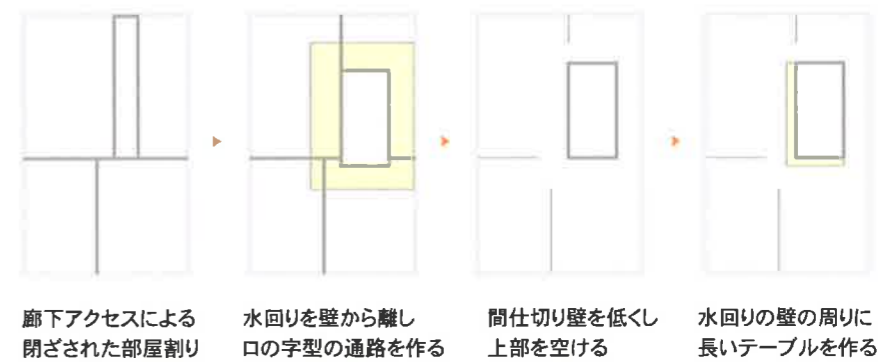 廊下アクセスによる
閉ざされた部屋割り
水回りを壁から離し
ロの字型の通路を作る
間仕切り壁を低くし
上部を空ける
水回りの壁の周りに
長いテーブルを作る